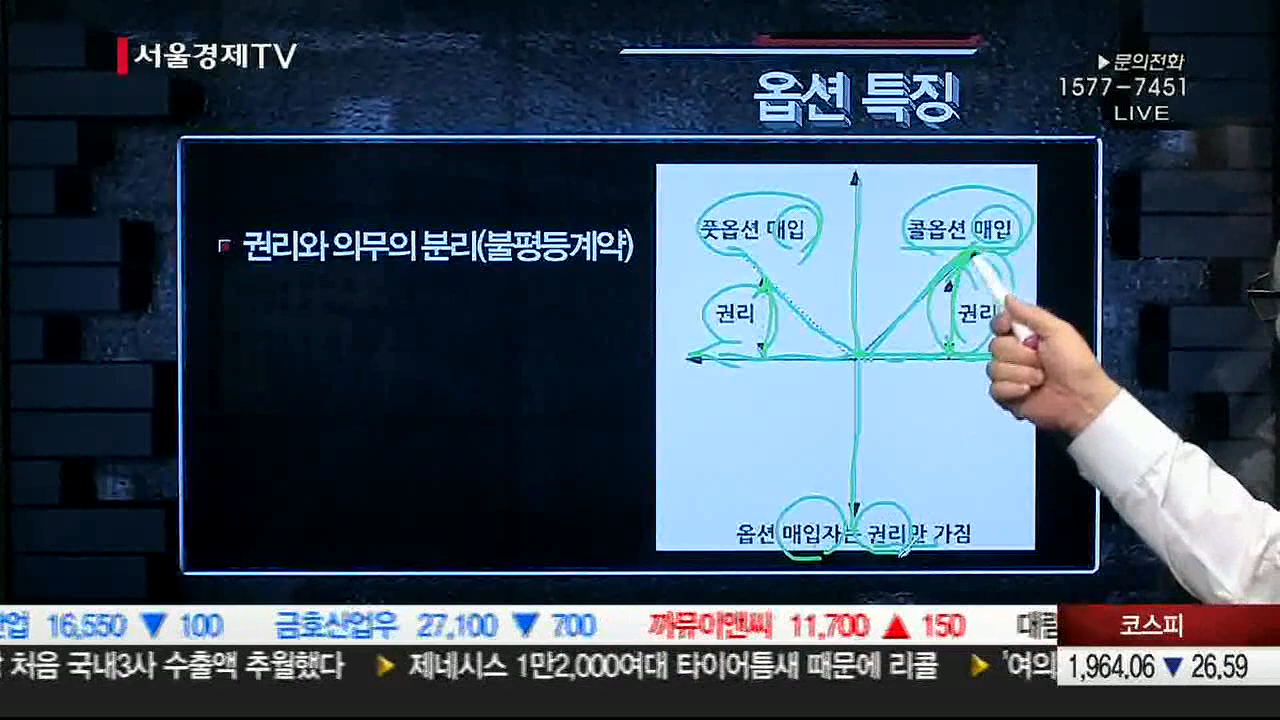 서울경제TV
▶문의전화
1577-7451
LIVE
옵션 특징
권리와 의무의 분리(불평등계약)
풋옵션 매입
콜옵션 매입
권리
권리
옵션 매입자는 권리만 가짐
16,550 ▼ 100 금호산업우 27,100 ▼ 700 까뮤이앤씨 11,700 ▲ 150
코스피
처음 국내3사 수출액 추월했다 ▶ 제네시스 1만2,000여대 타이어틈새 때문에 리콜 ▶ '여의
1,964.06 ▼ 26.59